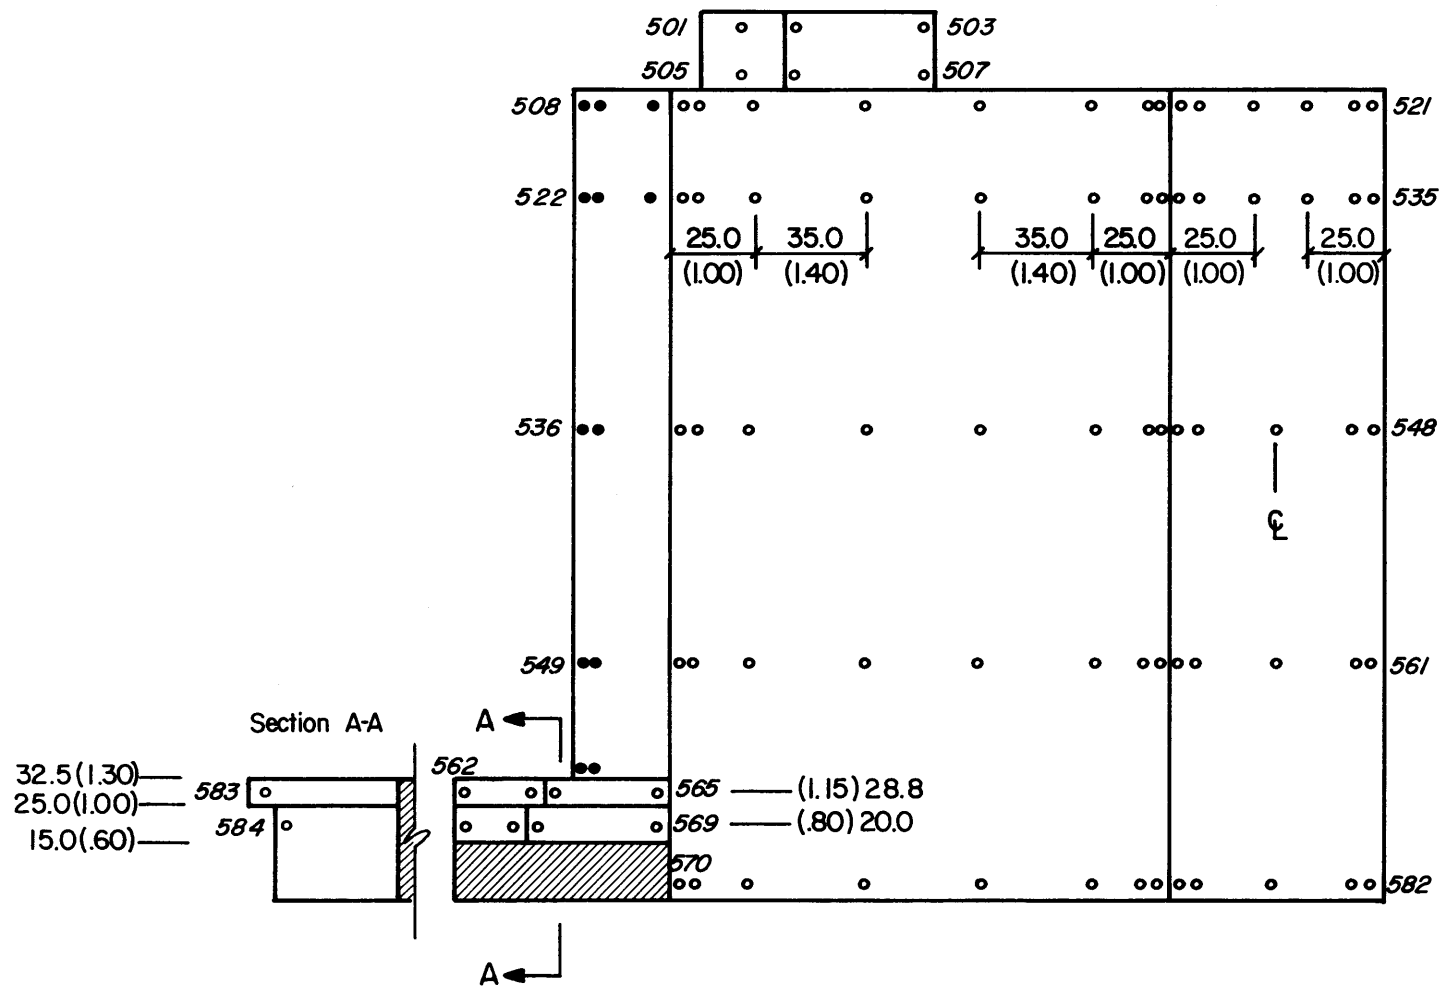 501 503
505 507
508 521
522 535
25.0 35.0 35.0 25.0 25.0 25.0
(1.00) (1.40) (1.40) (1.00) (1.00) (1.00)
536 548
℄
549 561
Section A-A A
562
32.5(1.30) 583 565 (1.15) 28.8
25.0(1.00)
584 569 (.80) 20.0
15.0(.60)
570
582
A